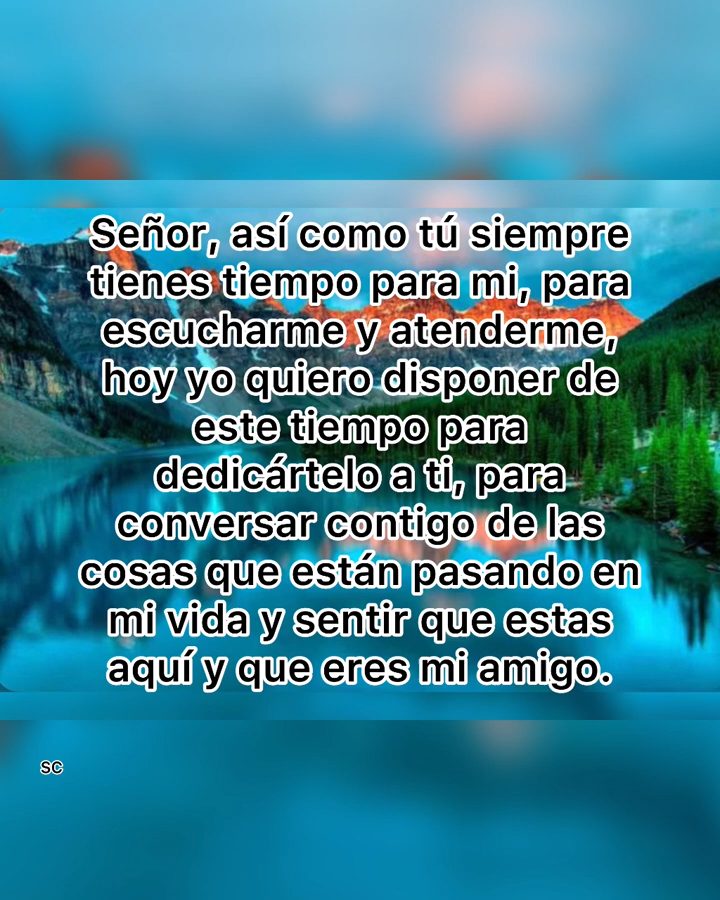 Señor, así como tú siempre
tienes tiempo para mi, para
escucharme y atenderme,
hoy yo quiero disponer de
este tiempo para
dedicártelo a ti, para
conversar contigo de las
cosas que están pasando en
mi vida y sentir que estas
aquí y que eres mi amigo.
SC